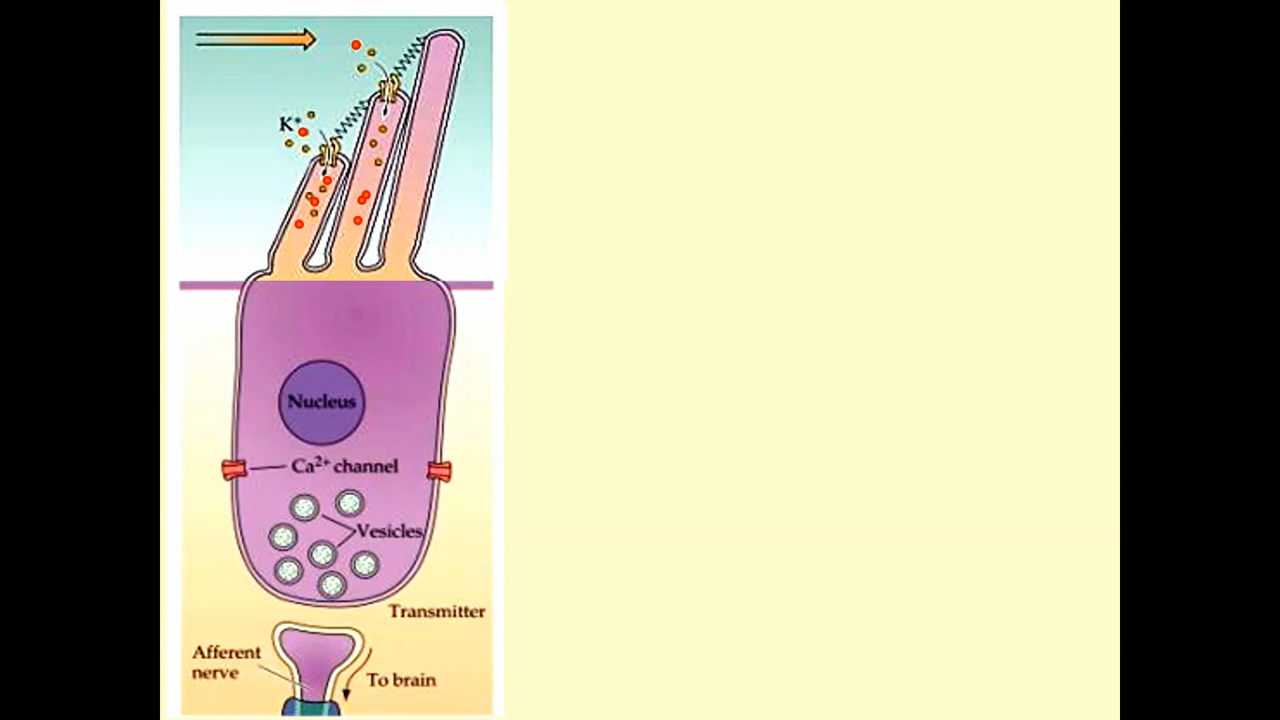 K⁺
Nucleus
Ca²⁺ channel
Vesicles
Transmitter
Afferent
nerve
To brain